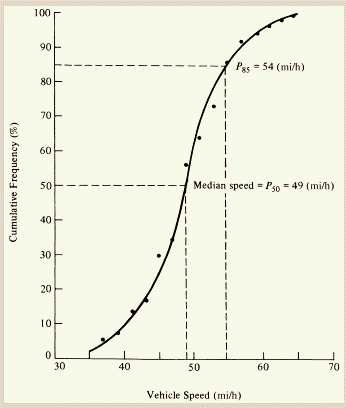 100
90
80
70
60
50
40
30
20
10
0
Cumulative Frequency (%)
P85 = 54 (mi/h)
Median speed = P50 = 49 (mi/h)
30 40 50 60 70
Vehicle Speed (mi/h)